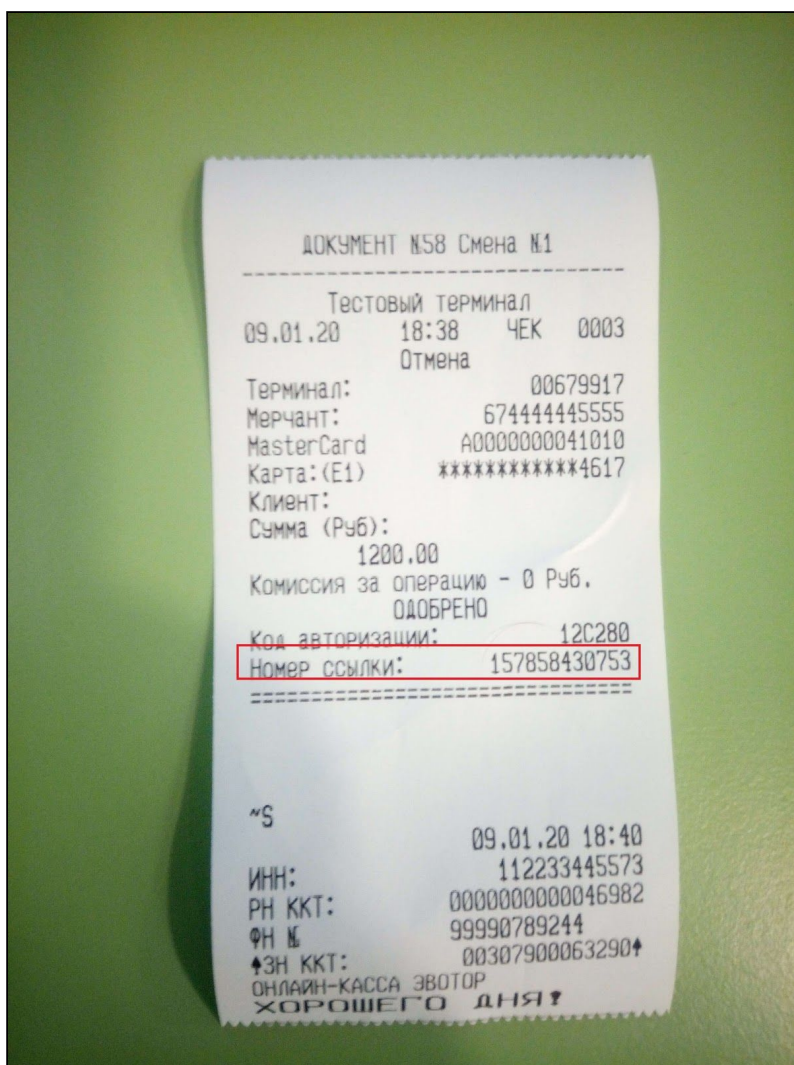 ДОКУМЕНТ №58 Смена №1
--------------------------------
Тестовый терминал
09.01.20 18:38 ЧЕК 0003
Отмена
Терминал: 00679917
Мерчант: 674444445555
MasterCard A0000000041010
Карта:(E1) ************4617
Клиент:
Сумма (Руб):
1200.00
Комиссия за операцию - 0 Руб.
ОДОБРЕНО
Код авторизации: 12C280
Номер ссылки: 157858430753
================================
~S
09.01.20 18:40
ИНН: 112233445573
РН ККТ: 0000000000046982
ФН № 99990789244
ЗН ККТ: 00307900063290
ОНЛАЙН-КАССА ЭВОТОР
ХОРОШЕГО ДНЯ!